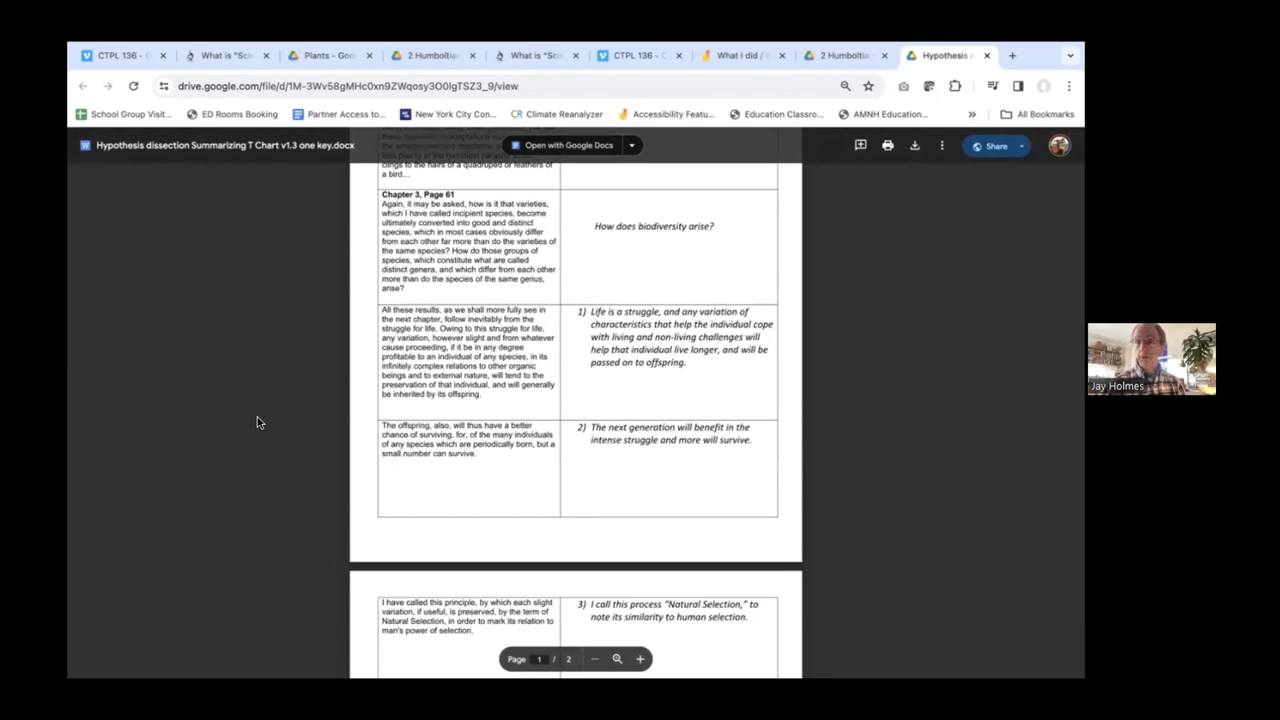 CTPL 136 - C
What is "Scie
Plants - Goog
2 Humboltian
What is "Scie
CTPL 136 - C
What I did /
2 Humboltian
Hypothesis d
drive.google.com/file/d/1M-3Wv58gMHc0xn9ZWqosy3O0IgTSZ3_9/view
School Group Visit...
ED Rooms Booking
Partner Access to...
New York City Con...
CR Climate Reanalyzer
Accessibility Featu...
Education Classro...
AMNH Education...
»
All Bookmarks
W Hypothesis dissection Summarizing T Chart v1.3 one key.docx
Open with Google Docs
Share
clings to the hairs of a quadruped or feathers of
a bird...
Chapter 3, Page 61
Again, it may be asked, how is it that varieties,
which I have called incipient species, become
ultimately converted into good and distinct
species, which in most cases obviously differ
from each other far more than do the varieties of
the same species? How do those groups of
species, which constitute what are called
distinct genera, and which differ from each other
more than do the species of the same genus,
arise?
How does biodiversity arise?
All these results, as we shall more fully see in
the next chapter, follow inevitably from the
struggle for life. Owing to this struggle for life,
any variation, however slight and from whatever
cause proceeding, if it be in any degree
profitable to an individual of any species, in its
infinitely complex relations to other organic
beings and to external nature, will tend to the
preservation of that individual, and will generally
be inherited by its offspring.
1) Life is a struggle, and any variation of
characteristics that help the individual cope
with living and non-living challenges will
help that individual live longer, and will be
passed on to offspring.
The offspring, also, will thus have a better
chance of surviving, for, of the many individuals
of any species which are periodically born, but a
small number can survive.
2) The next generation will benefit in the
intense struggle and more will survive.
I have called this principle, by which each slight
variation, if useful, is preserved, by the term of
Natural Selection, in order to mark its relation to
man's power of selection.
3) I call this process "Natural Selection," to
note its similarity to human selection.
Page 1 / 2
Jay Holmes